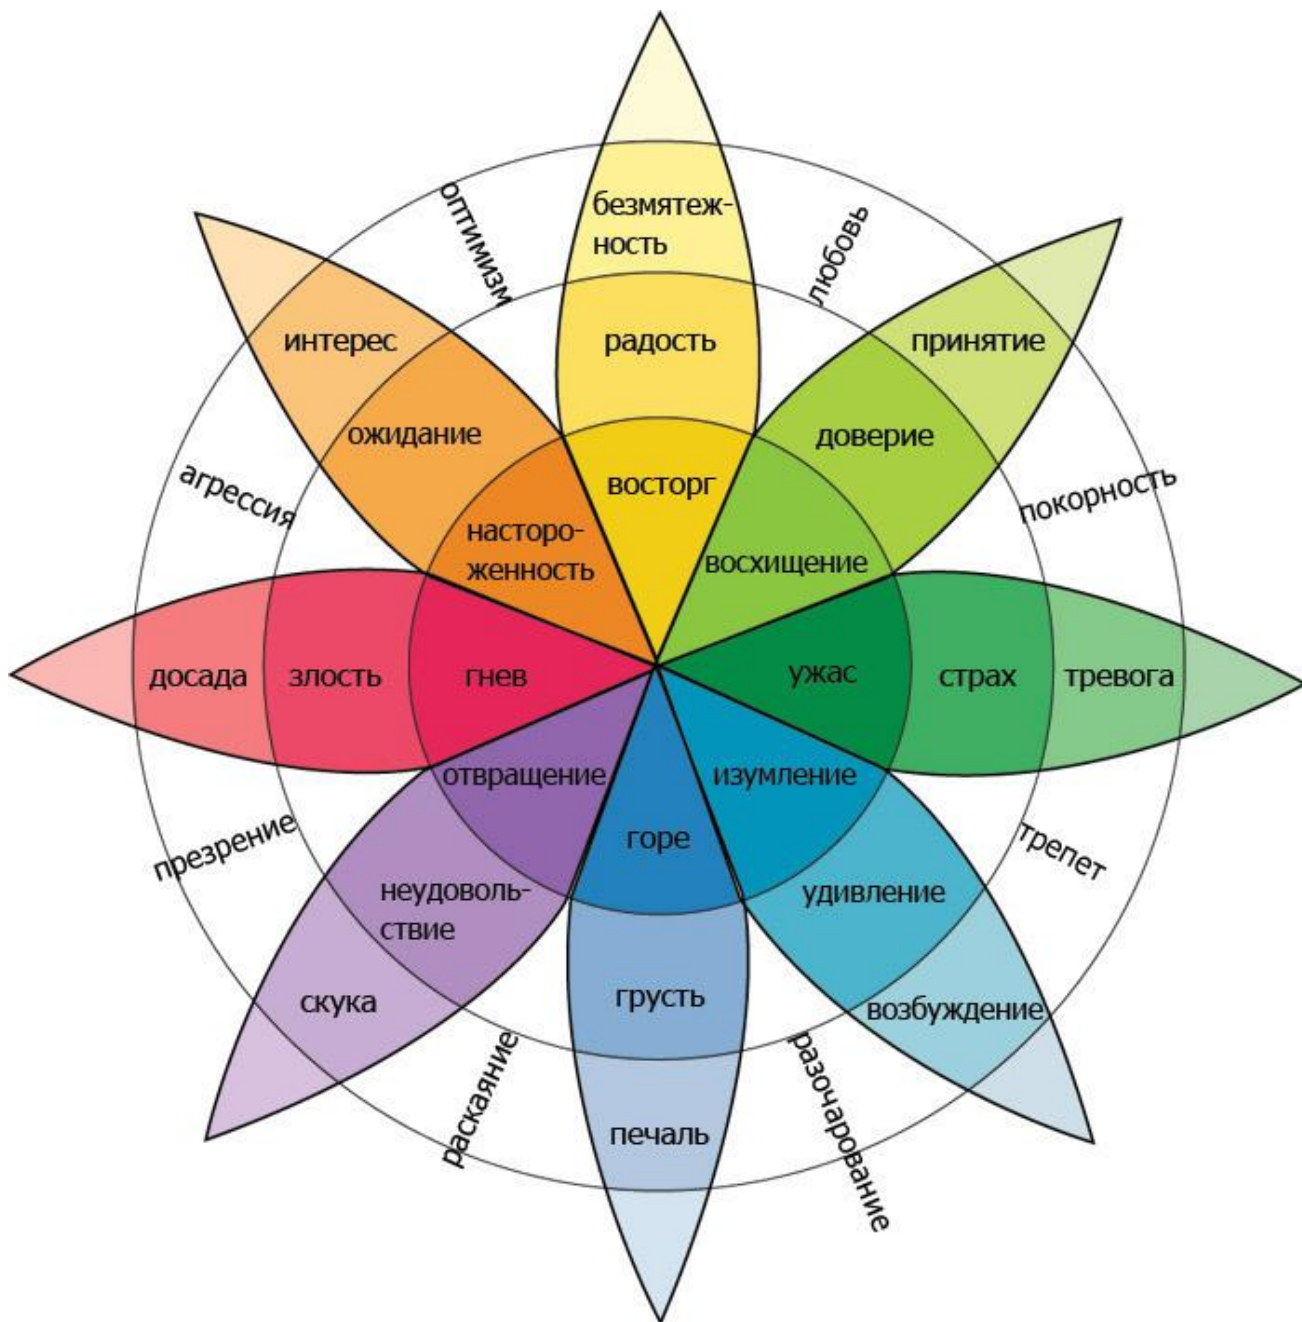 безмятеж-
ность
оптимизм
любовь
интерес
радость
принятие
ожидание
доверие
агрессия
восторг
покорность
насторо-
женность
восхищение
досада
злость
гнев
ужас
страх
тревога
отвращение
изумление
презрение
горе
трепет
неудоволь-
ствие
удивление
скука
грусть
возбуждение
раскаяние
разочарование
печаль